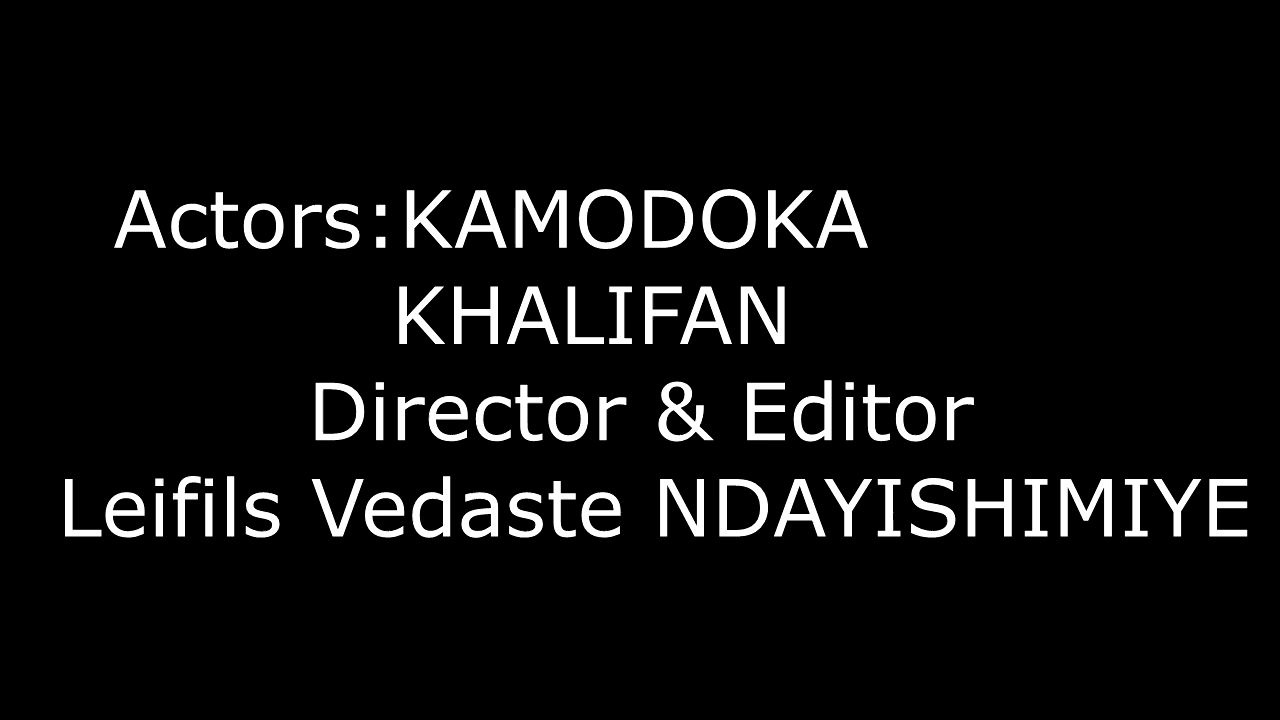 Actors:KAMODOKA
KHALIFAN
Director & Editor
Leifils Vedaste NDAYISHIMIYE